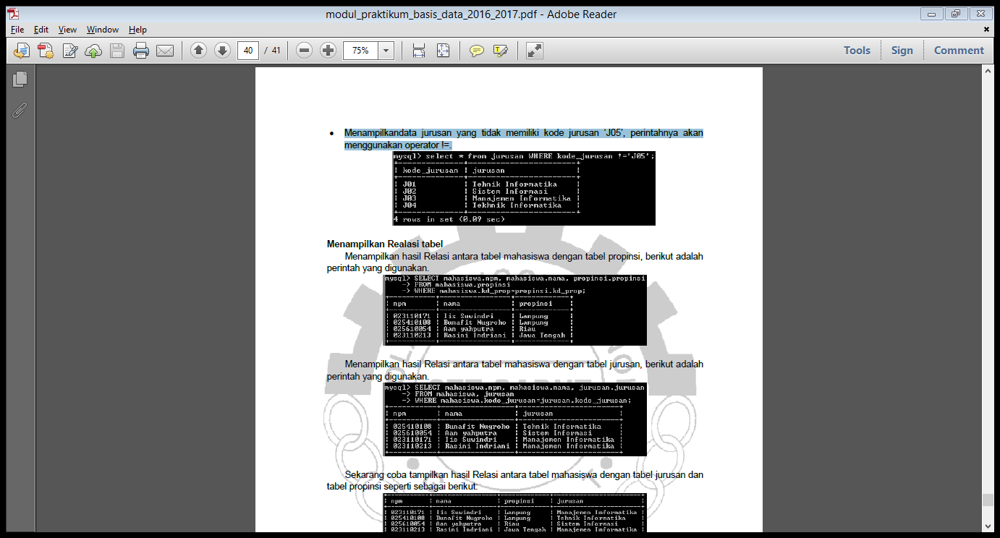 modul_praktikum_basis_data_2016_2017.pdf - Adobe Reader
File Edit View Window Help
40 / 41 75% Tools Sign Comment
• Menampilkandata jurusan yang tidak memiliki kode jurusan 'J05', perintahnya akan
menggunakan operator !=.
mysql> select * from jurusan WHERE kode_jurusan !='J05';
| kode_jurusan | jurusan |
| J01 | Tehnik Informatika |
| J02 | Sistem Informasi |
| J03 | Manajemen Informatika |
| J04 | Tekhnik Informatika |
4 rows in set (0.09 sec)
Menampilkan Realasi tabel
Menampilkan hasil Relasi antara tabel mahasiswa dengan tabel propinsi, berikut adalah
perintah yang digunakan.
mysql> SELECT mahasiswa.npm, mahasiswa.nama, propinsi.propinsi
-> FROM mahasiswa,propinsi
-> WHERE mahasiswa.kd_prop=propinsi.kd_prop;
| npm | nama | propinsi |
| 023110171 | Iis Suwindri | Lampung |
| 025410108 | Bunafit Nugroho | Lampung |
| 025610054 | Aan yahputra | Riau |
| 023110213 | Rasini Indriani | Jawa Tengah |
Menampilkan hasil Relasi antara tabel mahasiswa dengan tabel jurusan, berikut adalah
perintah yang digunakan.
mysql> SELECT mahasiswa.npm, mahasiswa.nama, jurusan.jurusan
-> FROM mahasiswa, jurusan
-> WHERE mahasiswa.kode_jurusan=jurusan.kode_jurusan;
| npm | nama | jurusan |
| 025410108 | Bunafit Nugroho | Tehnik Informatika |
| 025610054 | Aan yahputra | Sistem Informasi |
| 023110171 | Iis Suwindri | Manajemen Informatika |
| 023110213 | Rasini Indriani | Manajemen Informatika |
Sekarang coba tampilkan hasil Relasi antara tabel mahasiswa dengan tabel jurusan dan
tabel propinsi seperti sebagai berikut:
| npm | nama | propinsi | jurusan |
| 023110171 | Iis Suwindri | Lampung | Manajemen Informatika |
| 025410108 | Bunafit Nugroho | Lampung | Tehnik Informatika |
| 025610054 | Aan yahputra | Riau | Sistem Informasi |
| 023110213 | Rasini Indriani | Jawa Tengah | Manajemen Informatika |